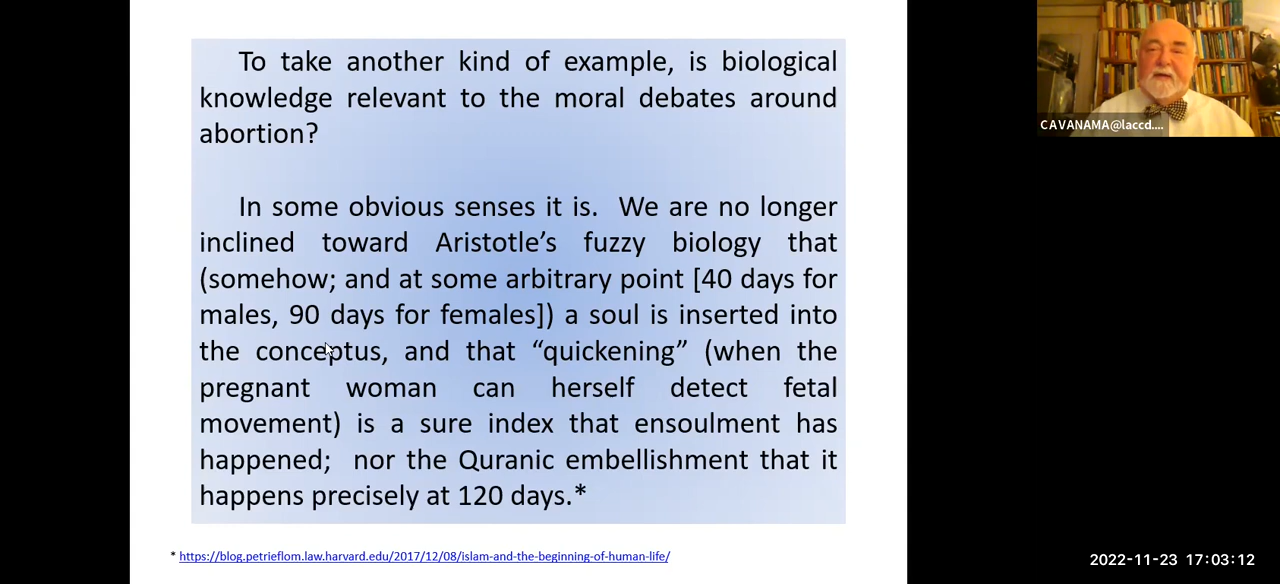 To take another kind of example, is biological
knowledge relevant to the moral debates around
abortion?
In some obvious senses it is. We are no longer
inclined toward Aristotle’s fuzzy biology that
(somehow; and at some arbitrary point [40 days for
males, 90 days for females]) a soul is inserted into
the conceptus, and that “quickening” (when the
pregnant woman can herself detect fetal
movement) is a sure index that ensoulment has
happened; nor the Quranic embellishment that it
happens precisely at 120 days.*
* https://blog.petrieflom.law.harvard.edu/2017/12/08/islam-and-the-beginning-of-human-life/
CAVANAMA@laccd....
2022-11-23 17:03:12